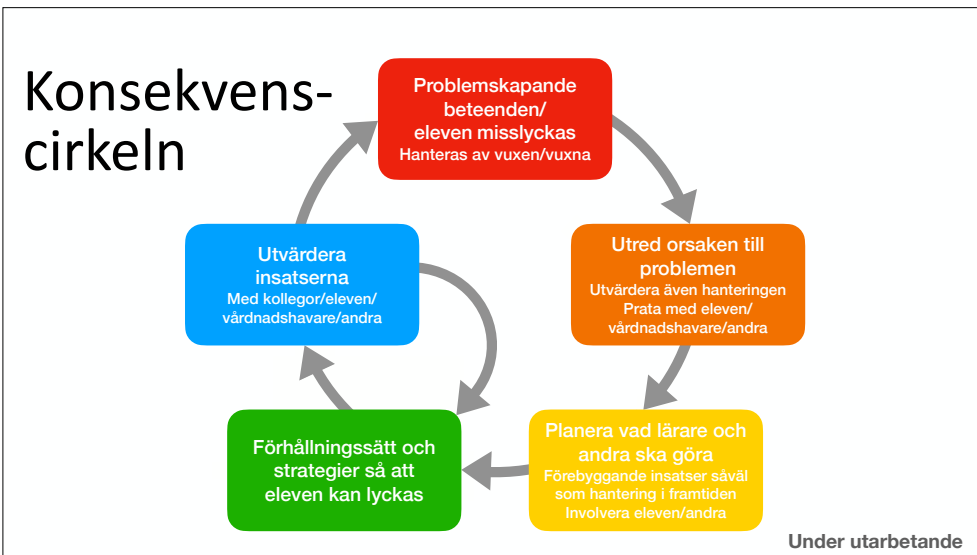 Konsekvens-
cirkeln
Problemskapande
beteenden/
eleven misslyckas
Hanteras av vuxen/vuxna
Utred orsaken till
problemen
Utvärdera även hanteringen
Prata med eleven/
vårdnadshavare/andra
Planera vad lärare och
andra ska göra
Förebyggande insatser såväl
som hantering i framtiden
Involvera eleven/andra
Förhållningssätt och
strategier så att
eleven kan lyckas
Utvärdera
insatserna
Med kollegor/eleven/
vårdnadshavare/andra
Under utarbetande